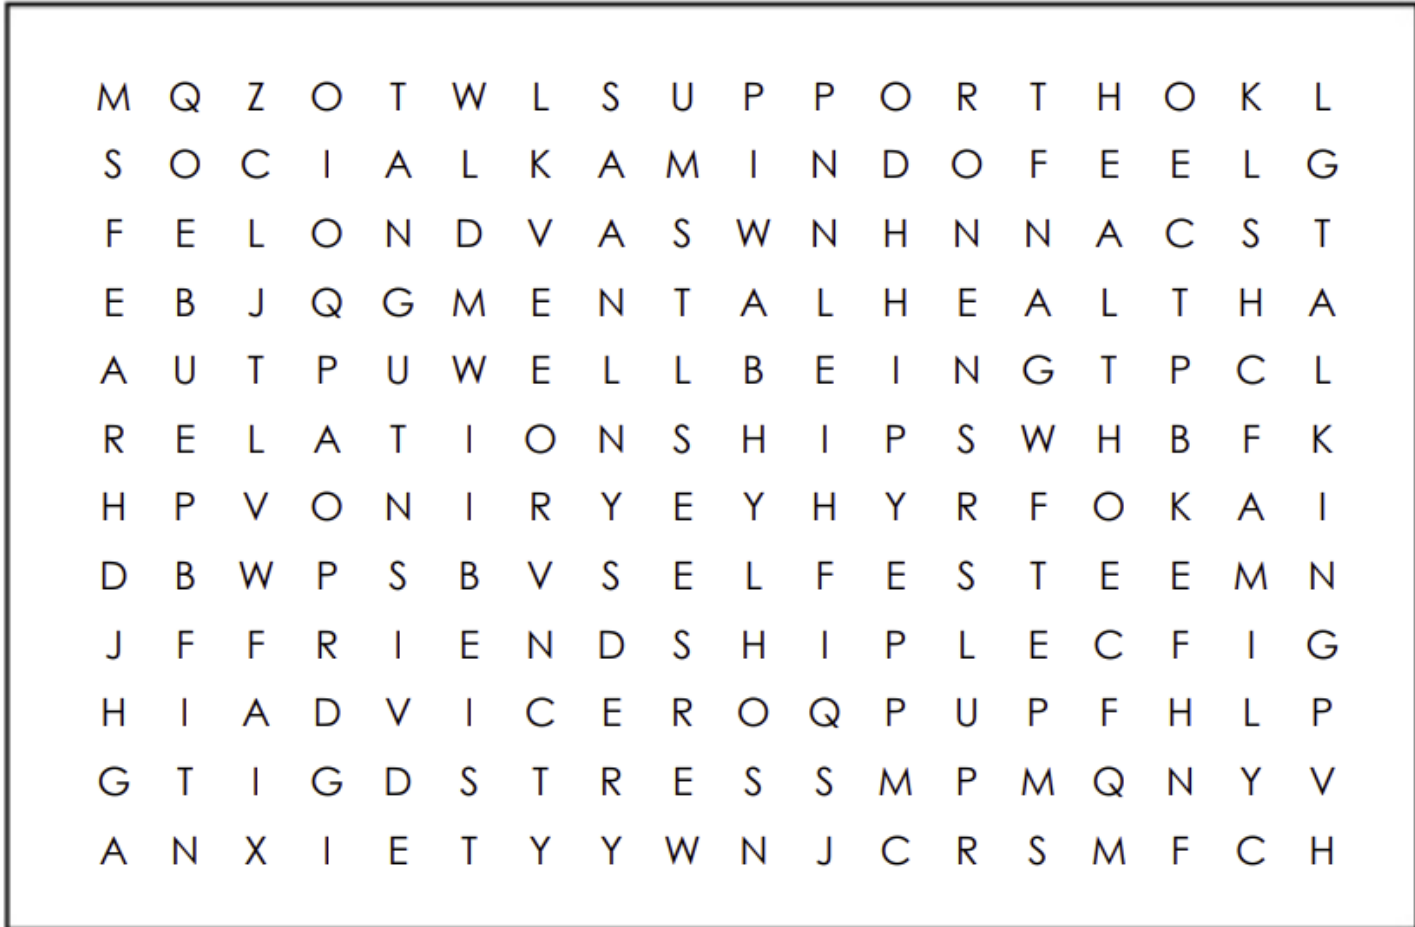 M Q Z O T W L S U P P O R T H O K L
S O C I A L K A M I N D O F E E L G
F E L O N D V A S W N H N N A C S T
E B J Q G M E N T A L H E A L T H A
A U T P U W E L L B E I N G T P C L
R E L A T I O N S H I P S W H B F K
H P V O N I R Y E Y H Y R F O K A I
D B W P S B V S E L F E S T E E M N
J F F R I E N D S H I P L E C F I G
H I A D V I C E R O Q P U P F H L P
G T I G D S T R E S S M P M Q N Y V
A N X I E T Y Y W N J C R S M F C H